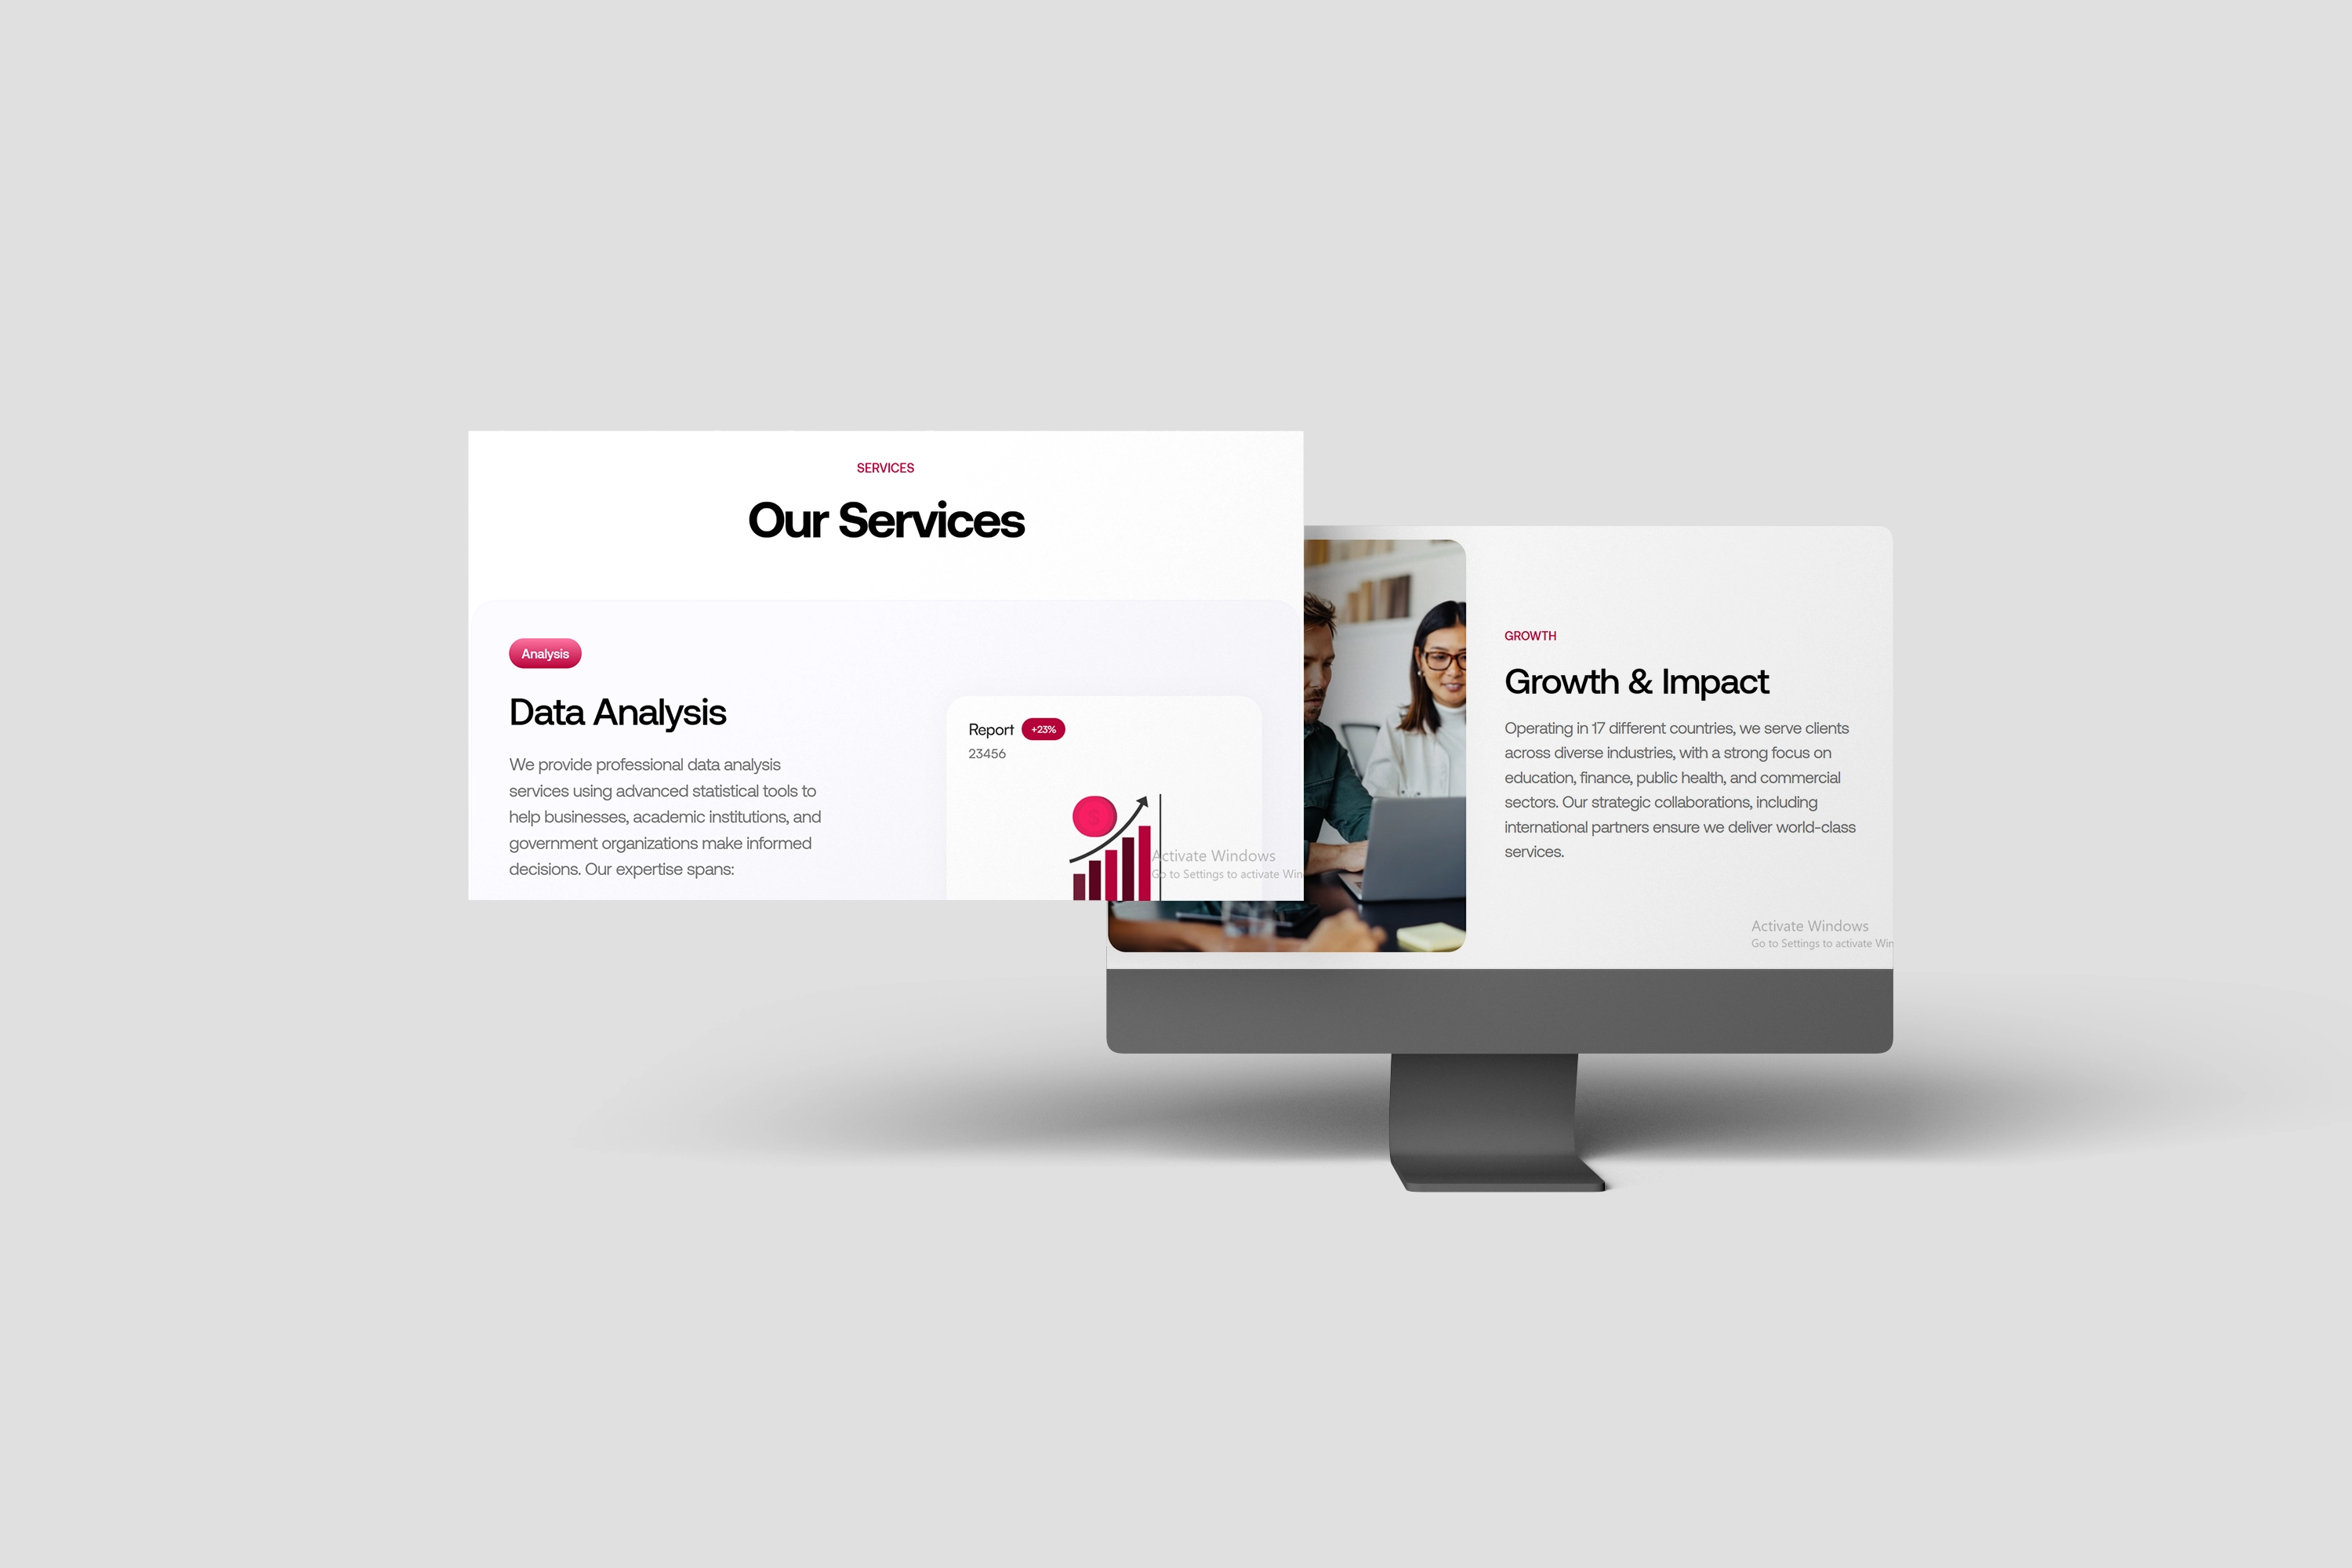 SERVICES
Our Services
Analysis
Data Analysis
We provide professional data analysis
services using advanced statistical tools to
help businesses, academic institutions, and
government organizations make informed
decisions. Our expertise spans:
Report +23%
23456
$
Activate Windows
Go to Settings to activate Win
GROWTH
Growth & Impact
Operating in 17 different countries, we serve clients
across diverse industries, with a strong focus on
education, finance, public health, and commercial
sectors. Our strategic collaborations, including
international partners ensure we deliver world-class
services.
Activate Windows
Go to Settings to activate Win